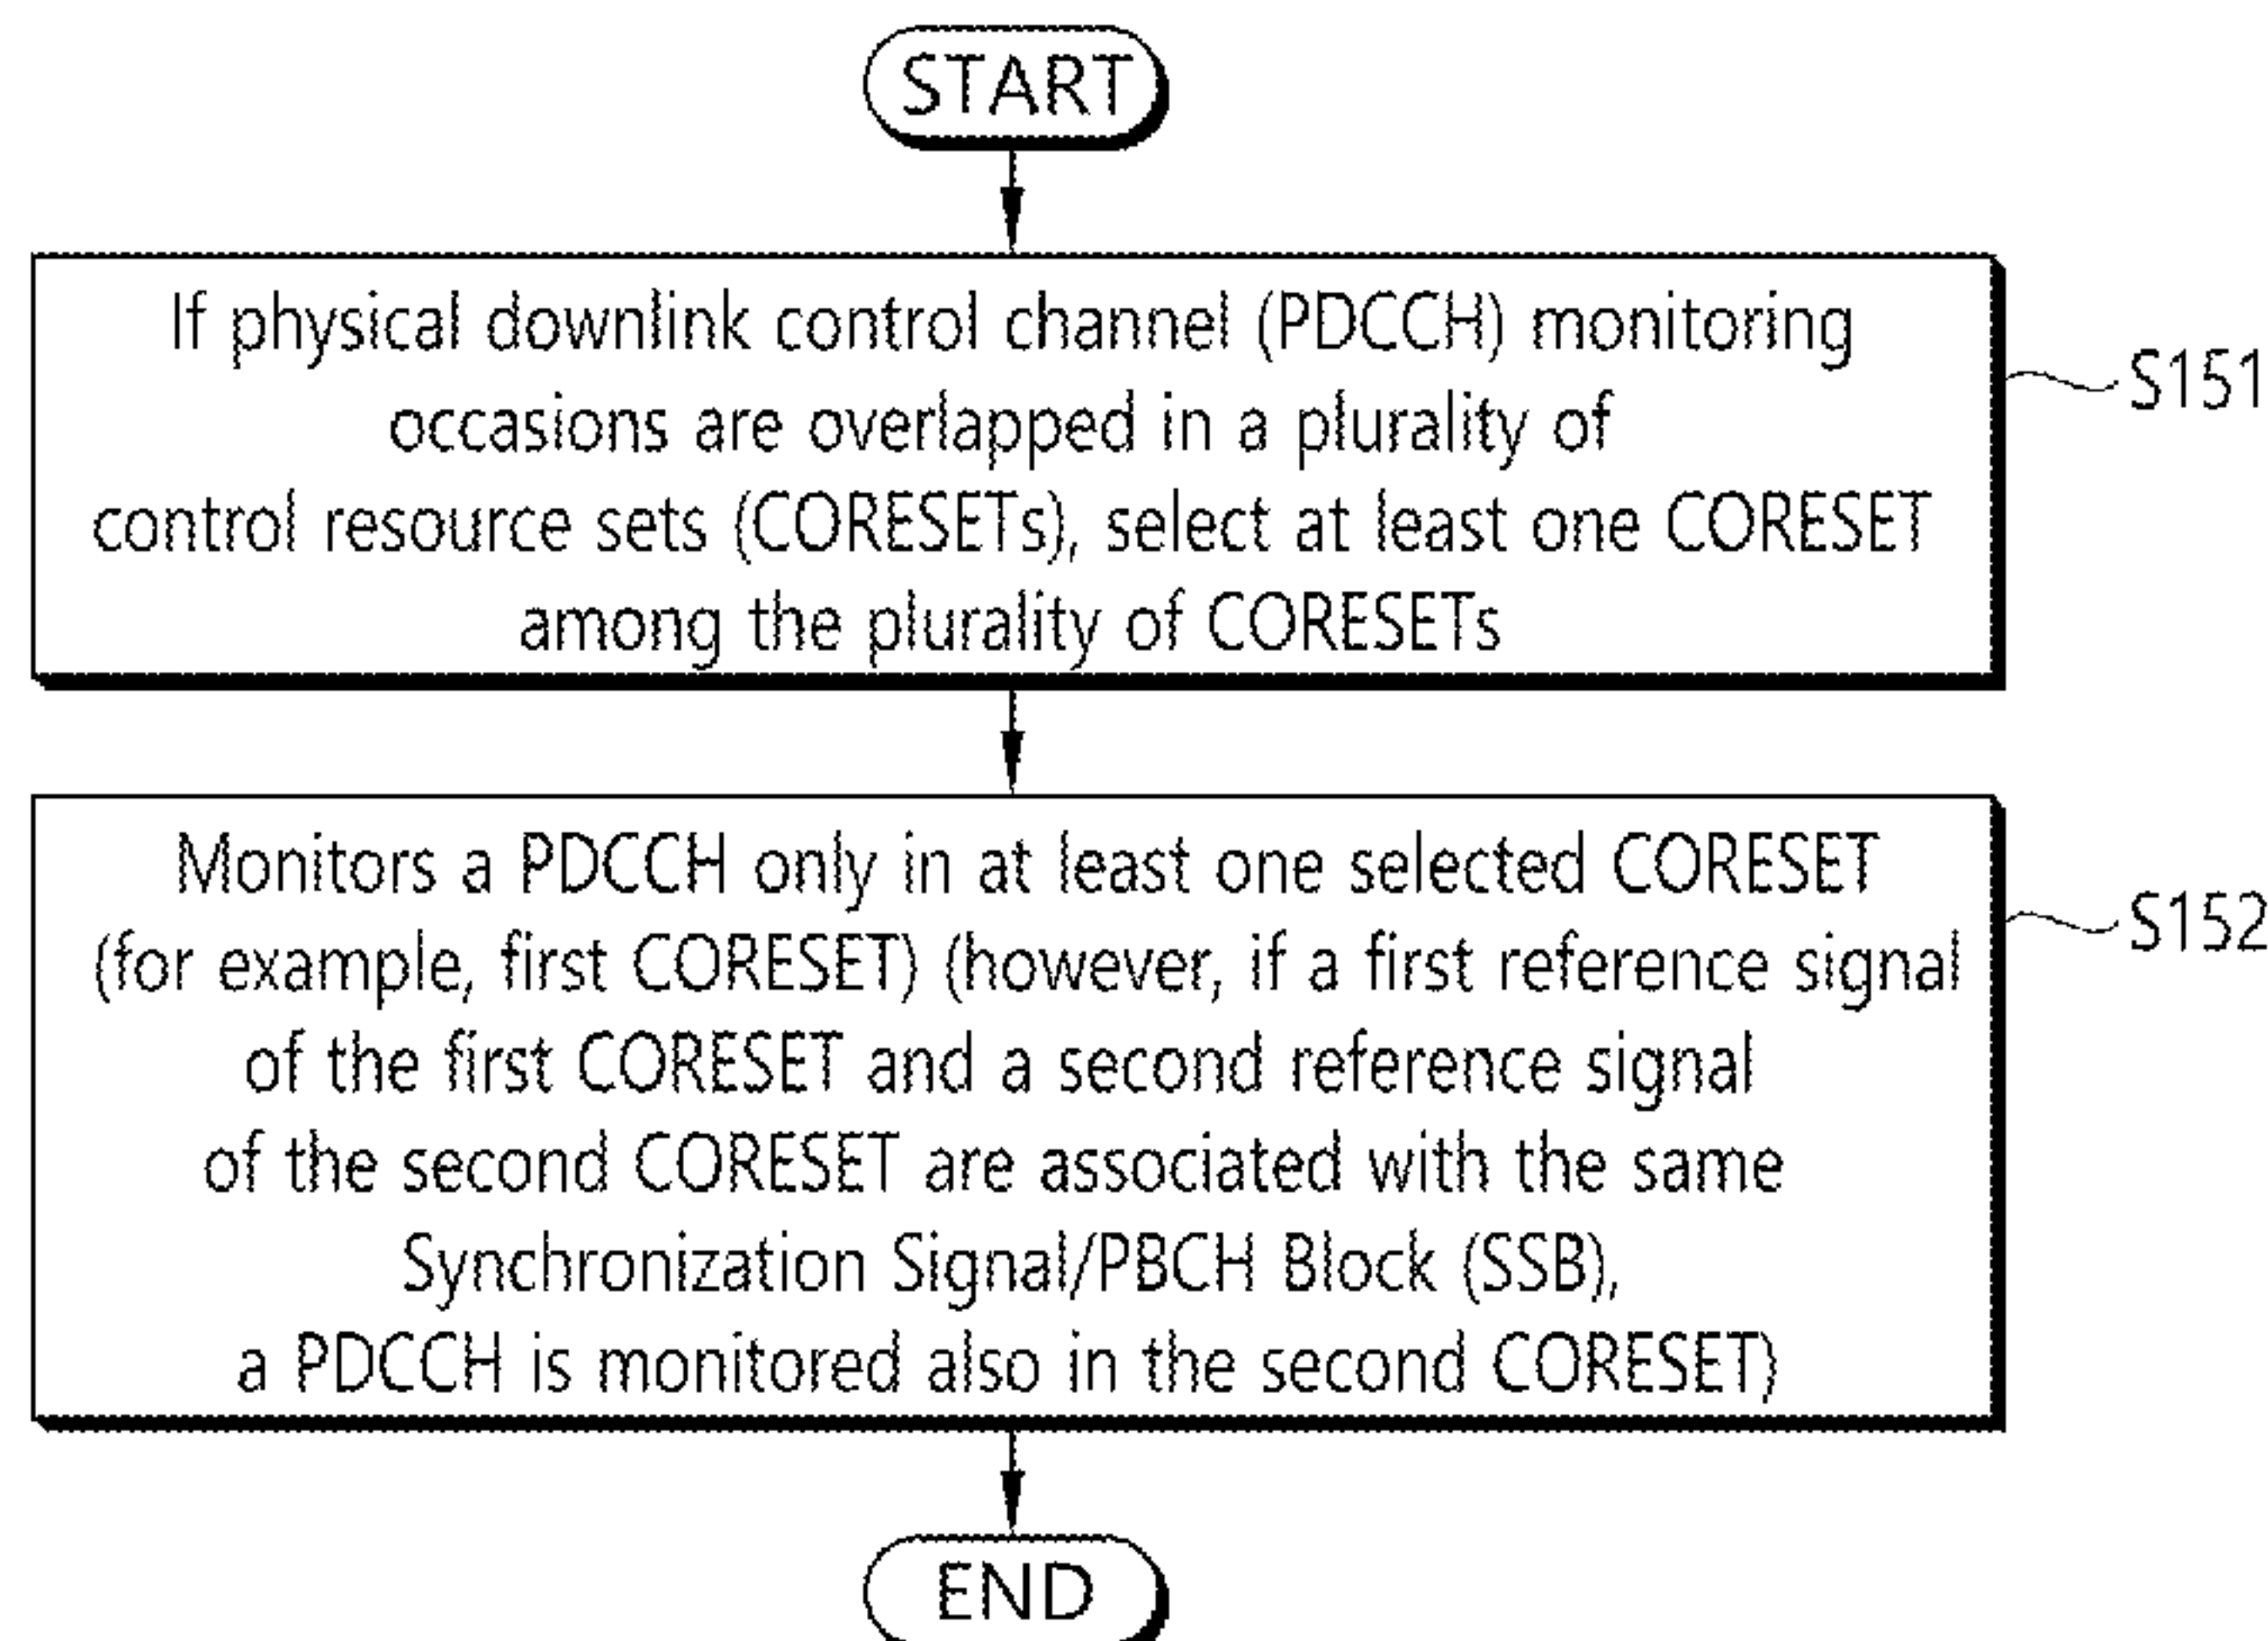 START
If physical downlink control channel (PDCCH) monitoring
occasions are overlapped in a plurality of
control resource sets (CORESETs), select at least one CORESET
among the plurality of CORESETs
S151
Monitors a PDCCH only in at least one selected CORESET
(for example, first CORESET) (however, if a first reference signal
of the first CORESET and a second reference signal
of the second CORESET are associated with the same
Synchronization Signal/PBCH Block (SSB),
a PDCCH is monitored also in the second CORESET)
S152
END